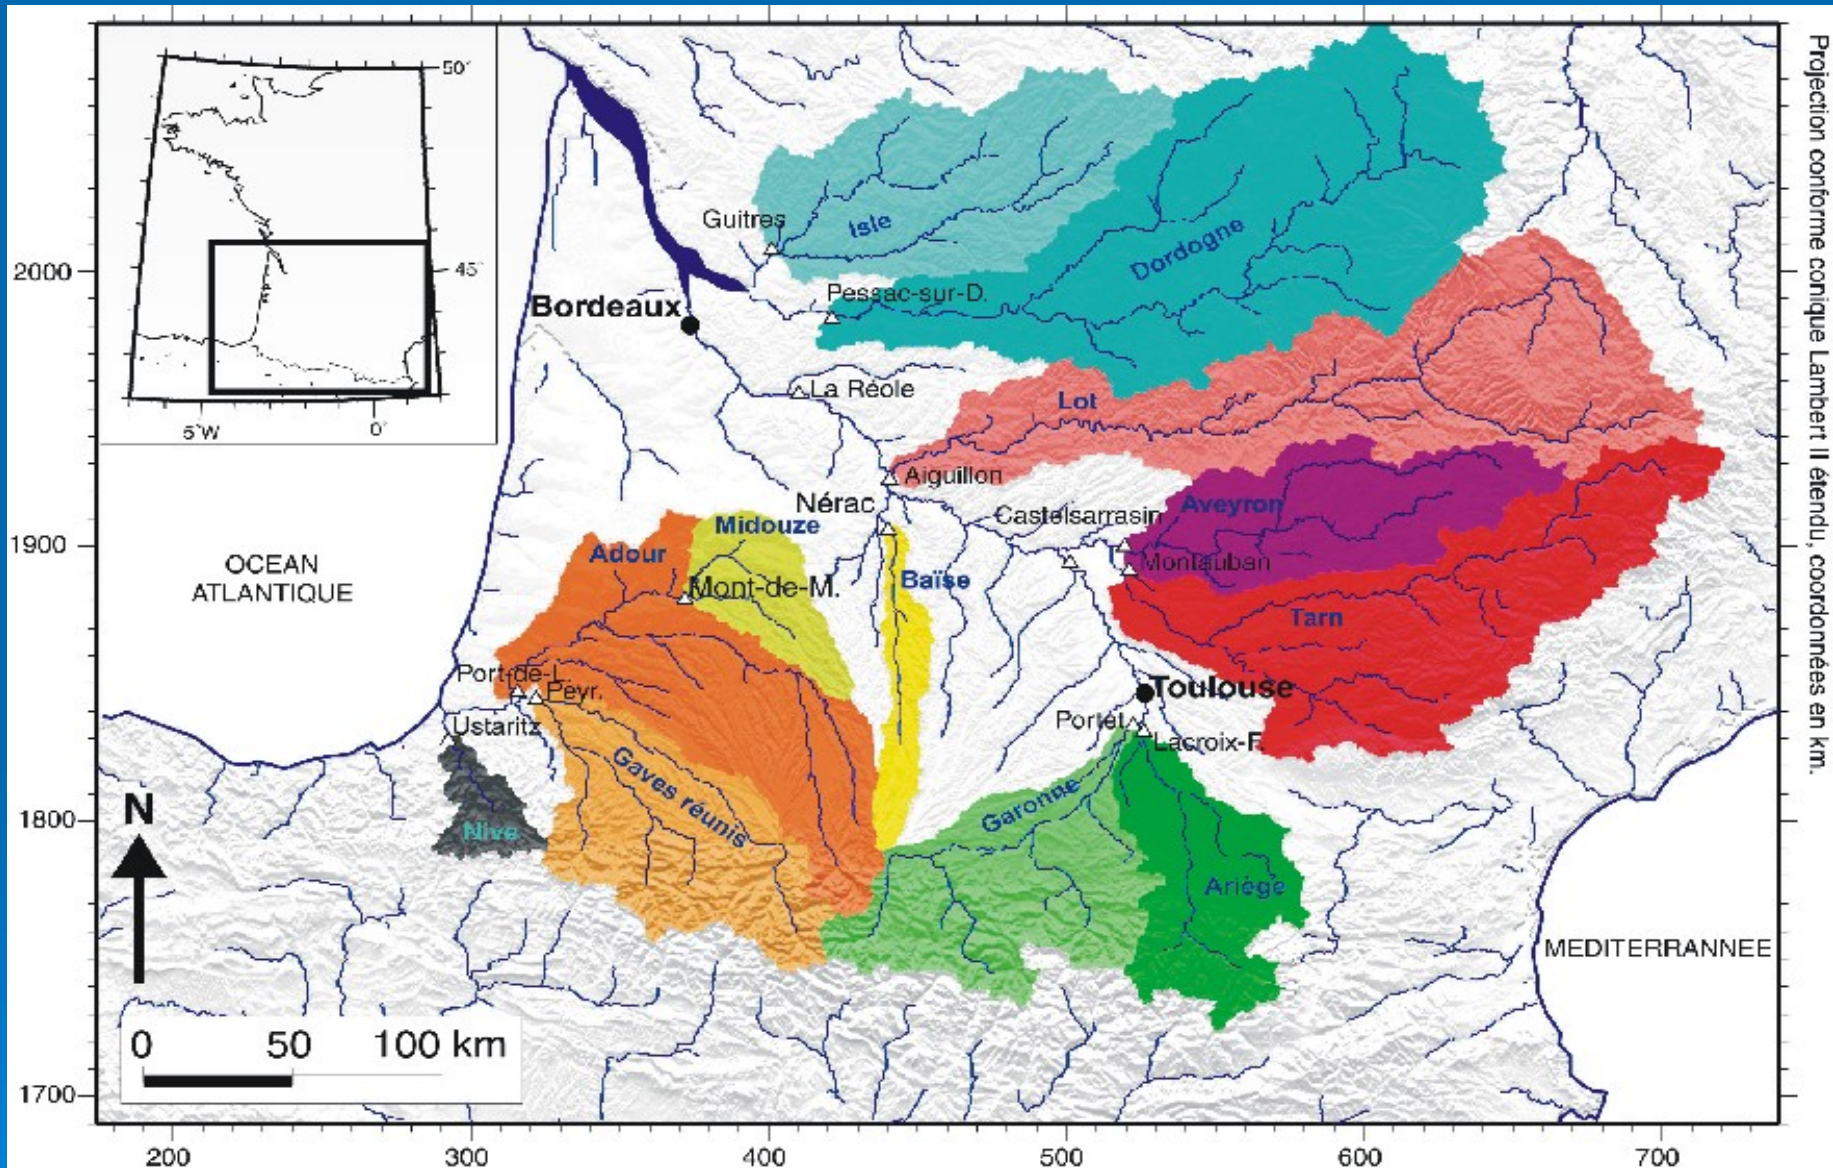 50°
45°
5°W
0°
Projection conforme conique Lambert II étendu, coordonnées en km.
2000
1900
1800
1700
Guitres
Isle
Dordogne
Pessac-sur-D.
Bordeaux
La Réole
Lot
Aiguillon
Nérac
Castelsarrasin
Aveyron
Midouze
Adour
Montauban
Mont-de-M.
Baïse
OCEAN
ATLANTIQUE
Tarn
Port-de-L.
Peyr.
Toulouse
Ustaritz
Portet
Lacroix-F.
Gaves réunis
Garonne
N
Nive
Ariège
MEDITERRANNEE
0 50 100 km
200 300 400 500 600 700